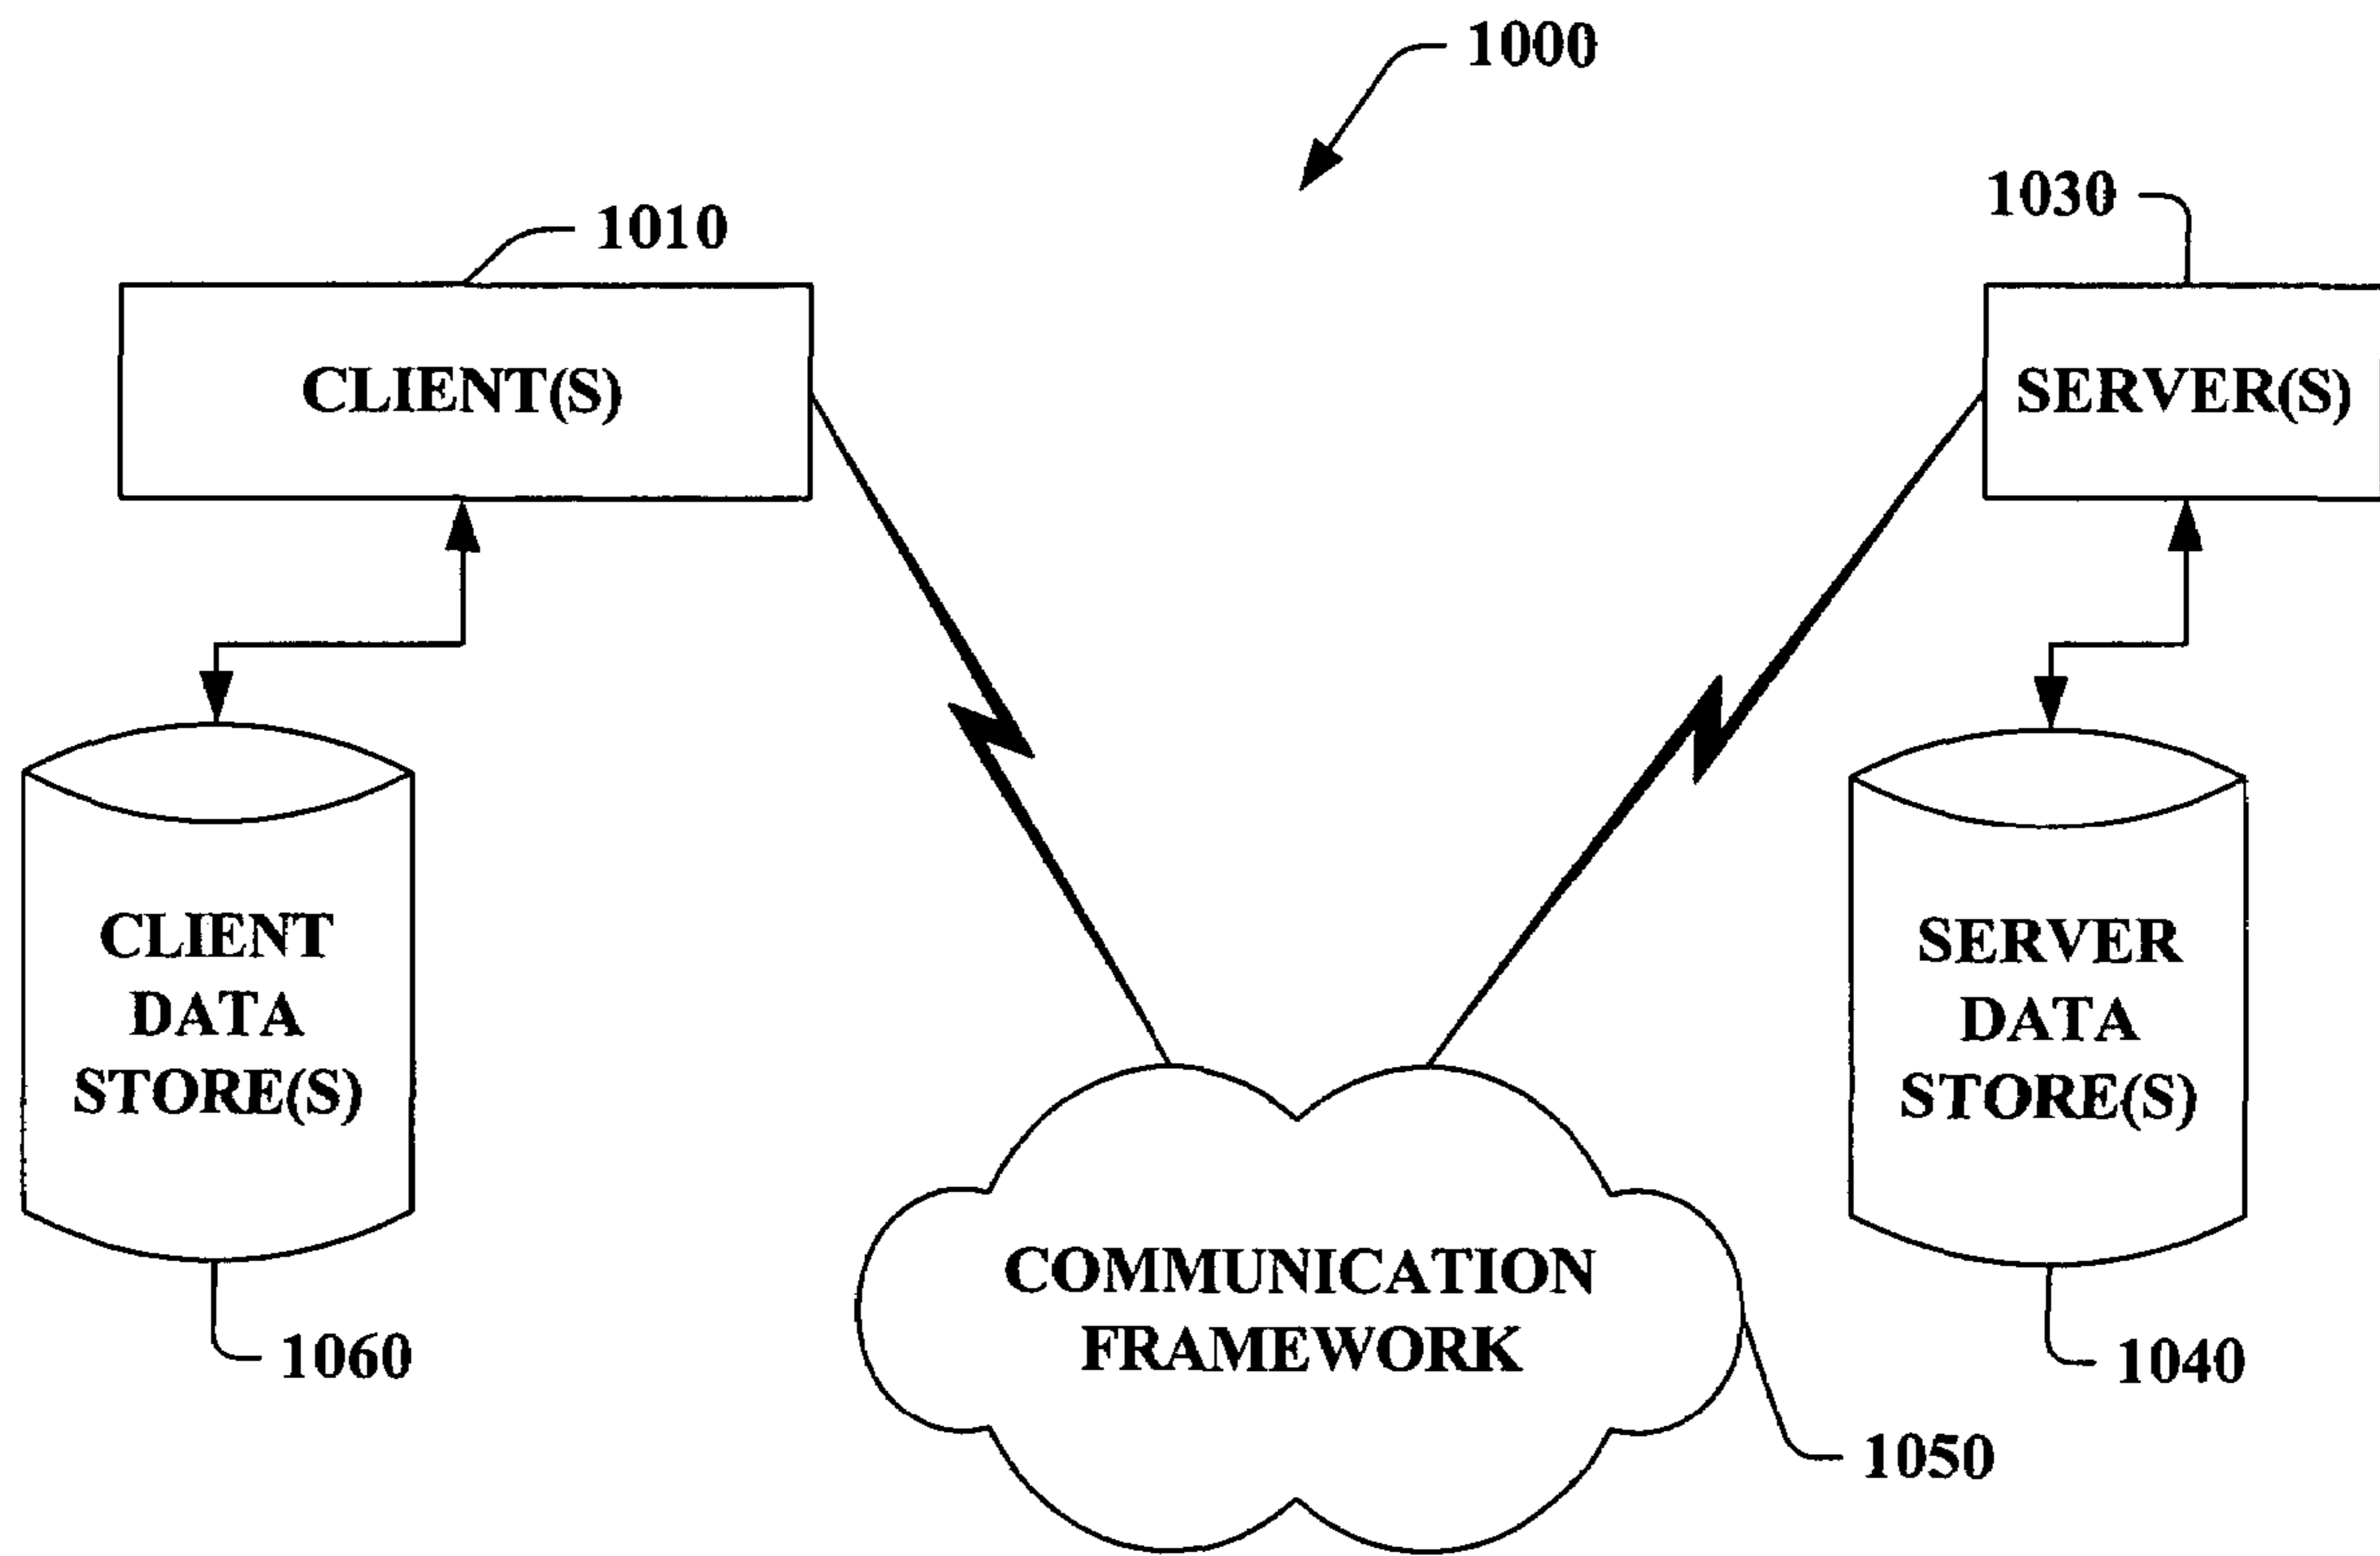 1000
1010
1030
CLIENT(S)
SERVER(S)
CLIENT
DATA
STORE(S)
SERVER
DATA
STORE(S)
COMMUNICATION
FRAMEWORK
1060
1040
1050